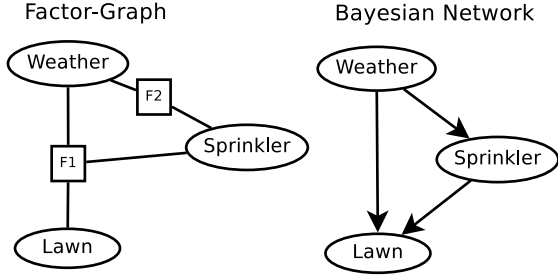 Factor-Graph
Weather
F2
Sprinkler
F1
Lawn
Bayesian Network
Weather
Sprinkler
Lawn